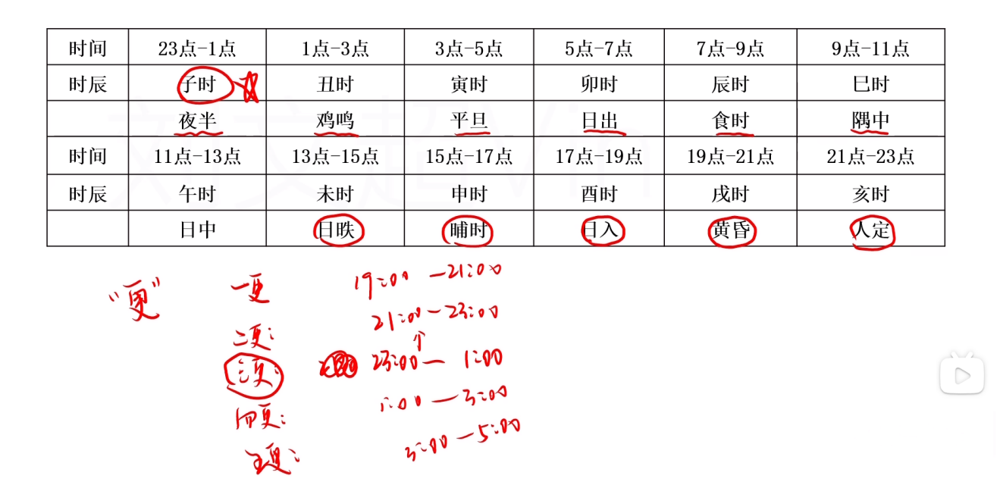 时间 23点-1点 1点-3点 3点-5点 5点-7点 7点-9点 9点-11点
时辰 子时 丑时 寅时 卯时 辰时 巳时
夜半 鸡鸣 平旦 日出 食时 隅中
时间 11点-13点 13点-15点 15点-17点 17点-19点 19点-21点 21点-23点
时辰 午时 未时 申时 酉时 戌时 亥时
日中 日昳 晡时 日入 黄昏 人定
“更” 一更 19:00 — 21:00
二更: 21:00 — 23:00
三更: 23:00 — 1:00
四更: 1:00 — 3:00
五更: 3:00 — 5:00